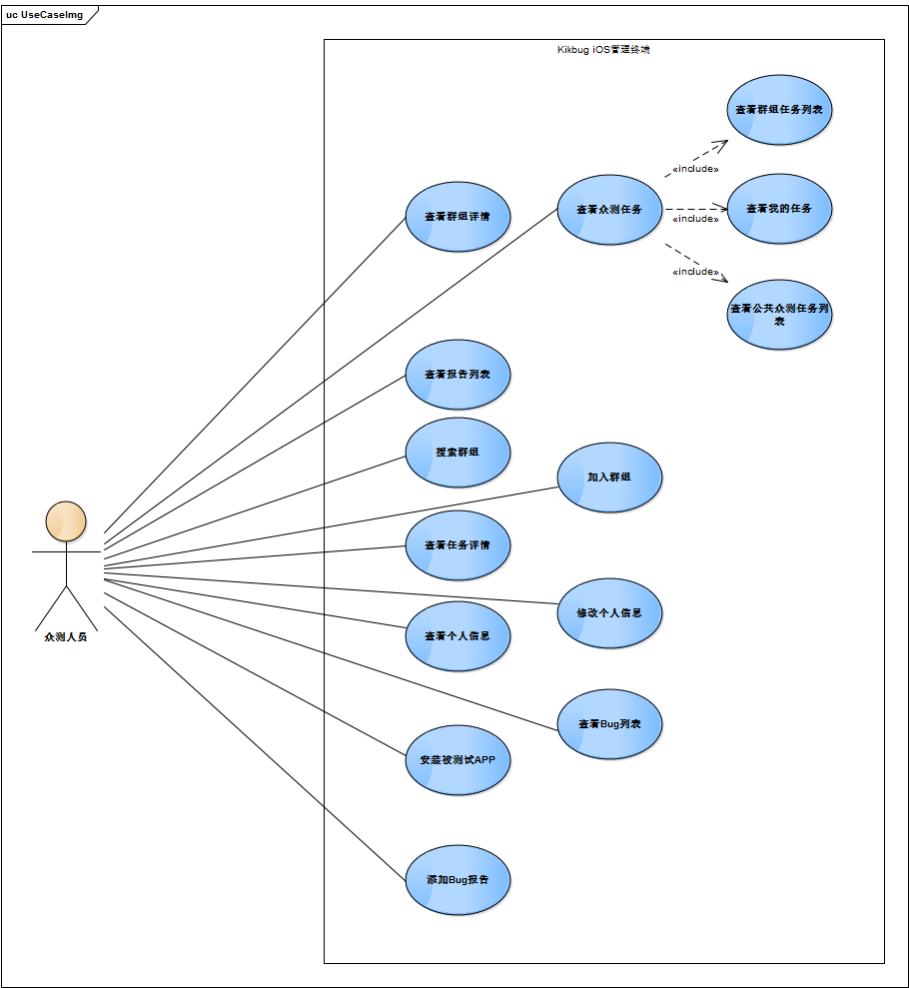 uc UseCaseImg
Kikbug iOS管理终端
查看群组任务列表
«include»
查看群组详情
查看众测任务
查看我的任务
«include»
«include»
查看公共众测任务列
表
查看报告列表
搜索群组
加入群组
查看任务详情
修改个人信息
众测人员
查看个人信息
查看Bug列表
安装被测试APP
添加Bug报告